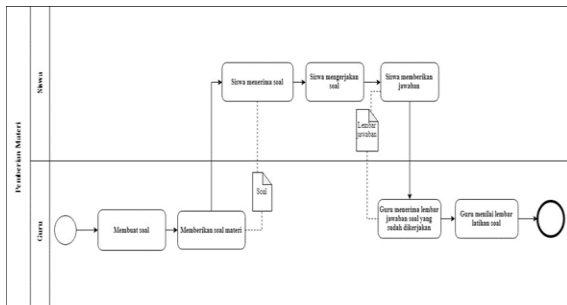 Pemberian Materi
Siswa
Siswa menerima soal
Siswa mengerjakan
soal
Siswa memberikan
jawaban
Lembar
jawaban
Soal
Guru
Membuat soal
Memberikan soal materi
Guru menerima lembar
jawaban soal yang
sudah dikerjakan
Guru menilai lembar
latikan soal